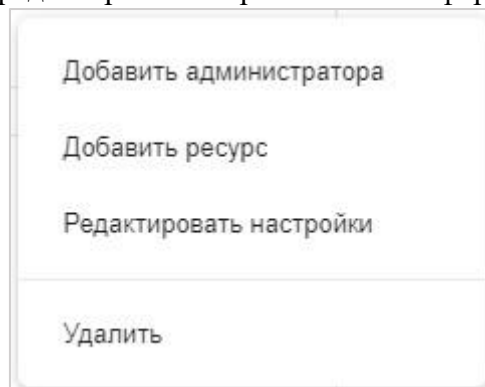 Добавить администратора
Добавить ресурс
Редактировать настройки
Удалить